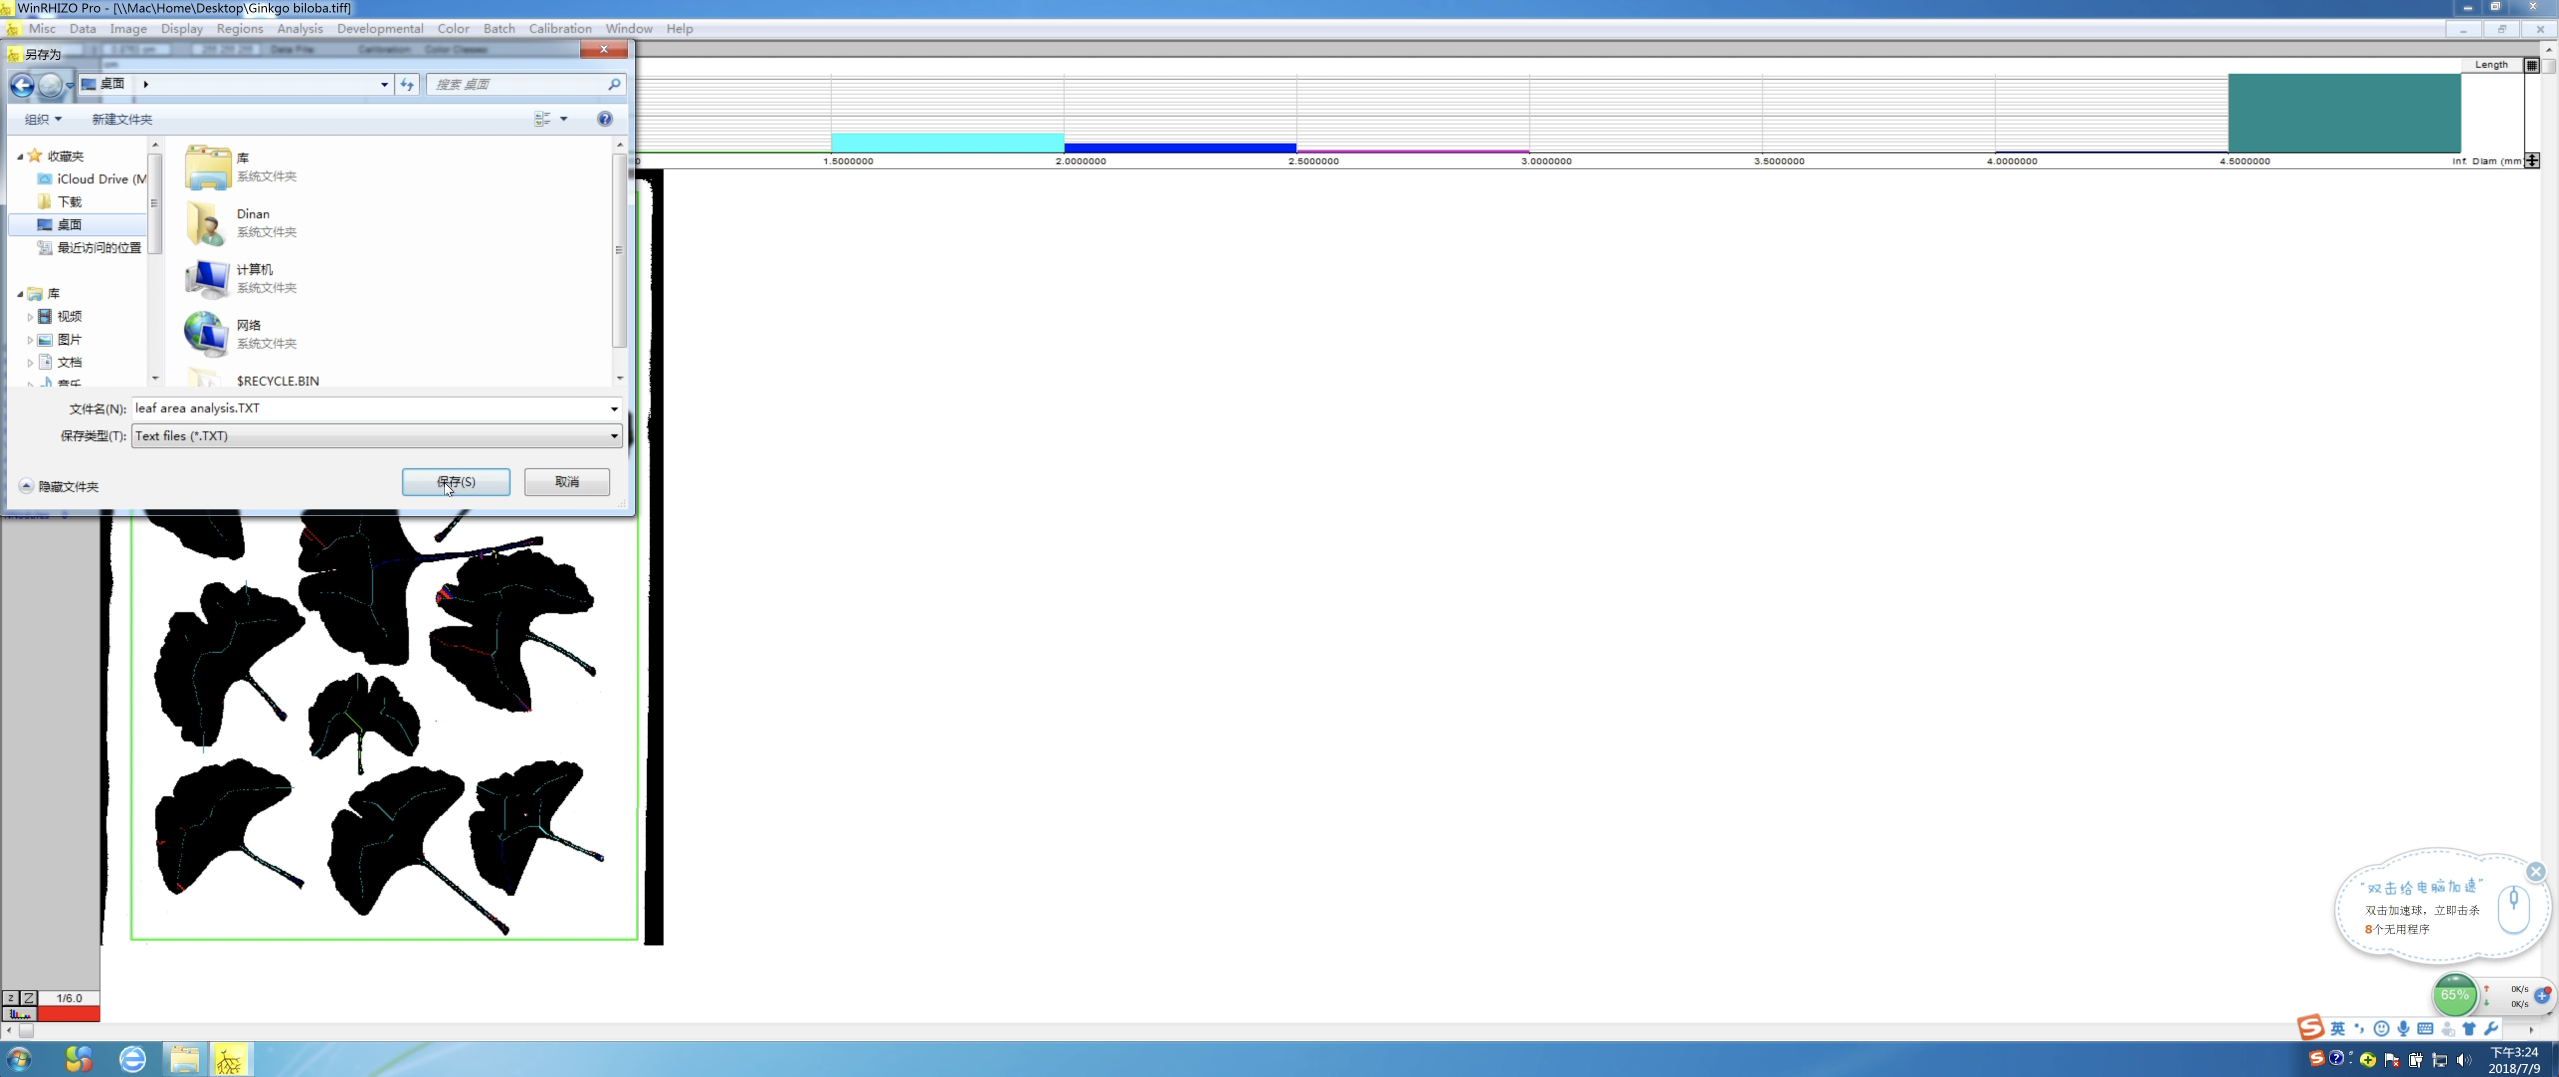 WinRHIZO Pro - [\\Mac\Home\Desktop\Ginkgo biloba.tiff]
Misc Data Image Display Regions Analysis Developmental Color Batch Calibration Window Help
另存为
桌面
搜索 桌面
组织 新建文件夹
收藏夹
iCloud Drive (M
下载
桌面
最近访问的位置
库
视频
图片
文档
音乐
库
系统文件夹
Dinan
系统文件夹
计算机
系统文件夹
网络
系统文件夹
$RECYCLE.BIN
文件名(N): leaf area analysis.TXT
保存类型(T): Text files (*.TXT)
隐藏文件夹 保存(S) 取消
Length
0 1.5000000 2.0000000 2.5000000 3.0000000 3.5000000 4.0000000 4.5000000 Inf. Diam (mm
z Z 1/6.0
"双击给电脑加速"
双击加速球，立即击杀
8个无用程序
65% 0K/s
0K/s
英
下午3:24
2018/7/9